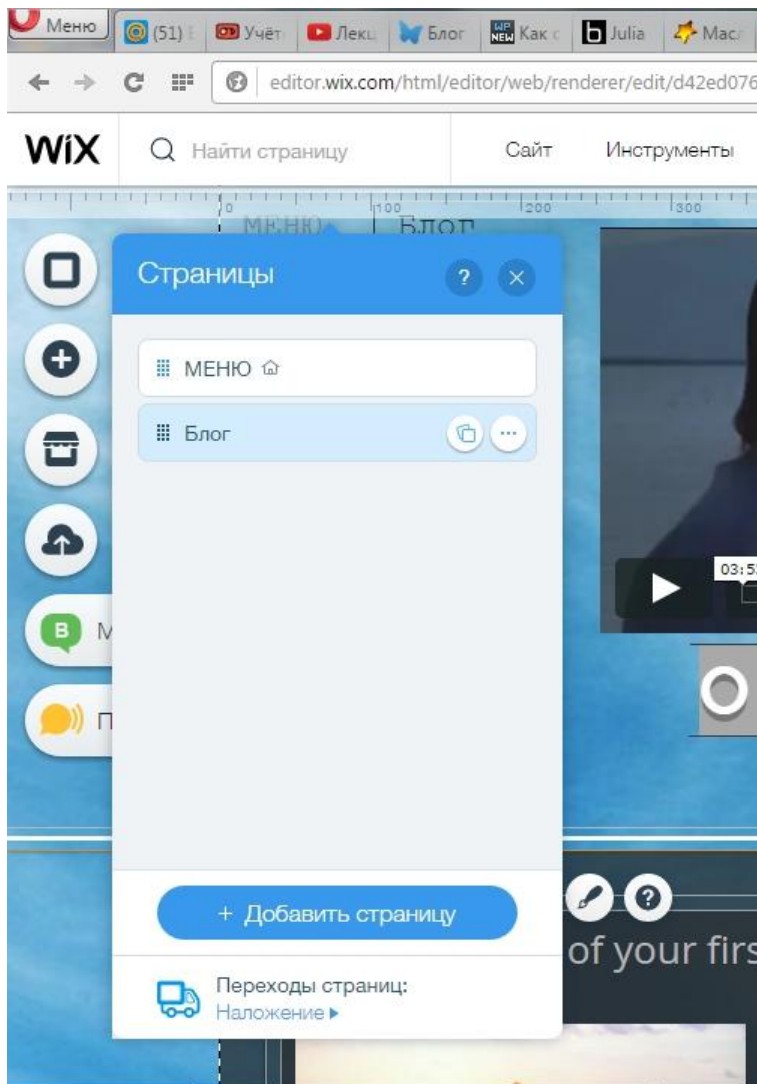 Меню (51) Учёт Лекц Блог Как с Julia Масл
editor.wix.com/html/editor/web/renderer/edit/d42ed076
WiX Найти страницу Сайт Инструменты
0 100 200 300
МЕНЮ Блог
Страницы ? ×
МЕНЮ
Блог ...
03:53
B М
П
О
+ Добавить страницу
?
of your firs
Переходы страниц:
Наложение